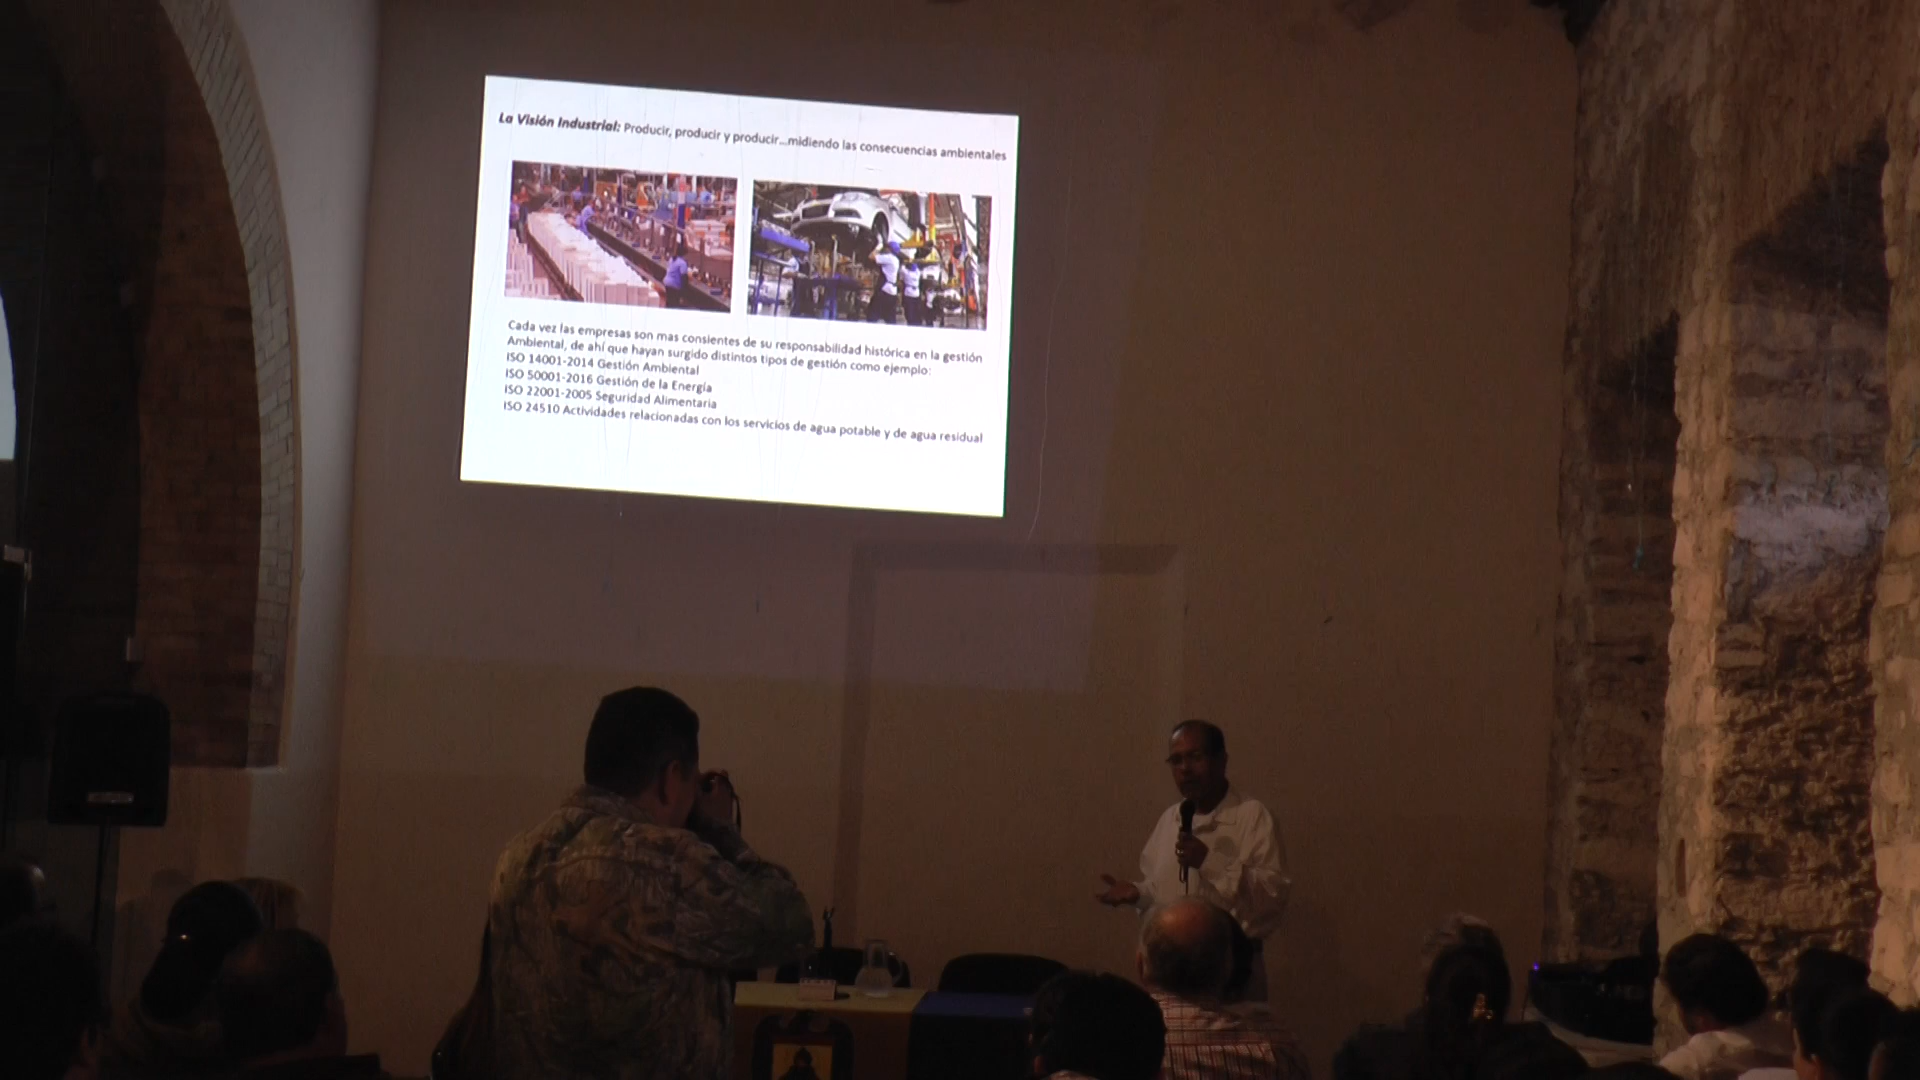 La Visión Industrial: Producir, producir y producir...midiendo las consecuencias ambientales
Cada vez las empresas son mas consientes de su responsabilidad histórica en la gestión
Ambiental, de ahí que hayan surgido distintos tipos de gestión como ejemplo:
ISO 14001-2014 Gestión Ambiental
ISO 50001-2016 Gestión de la Energía
ISO 22001-2005 Seguridad Alimentaria
ISO 24510 Actividades relacionadas con los servicios de agua potable y de agua residual